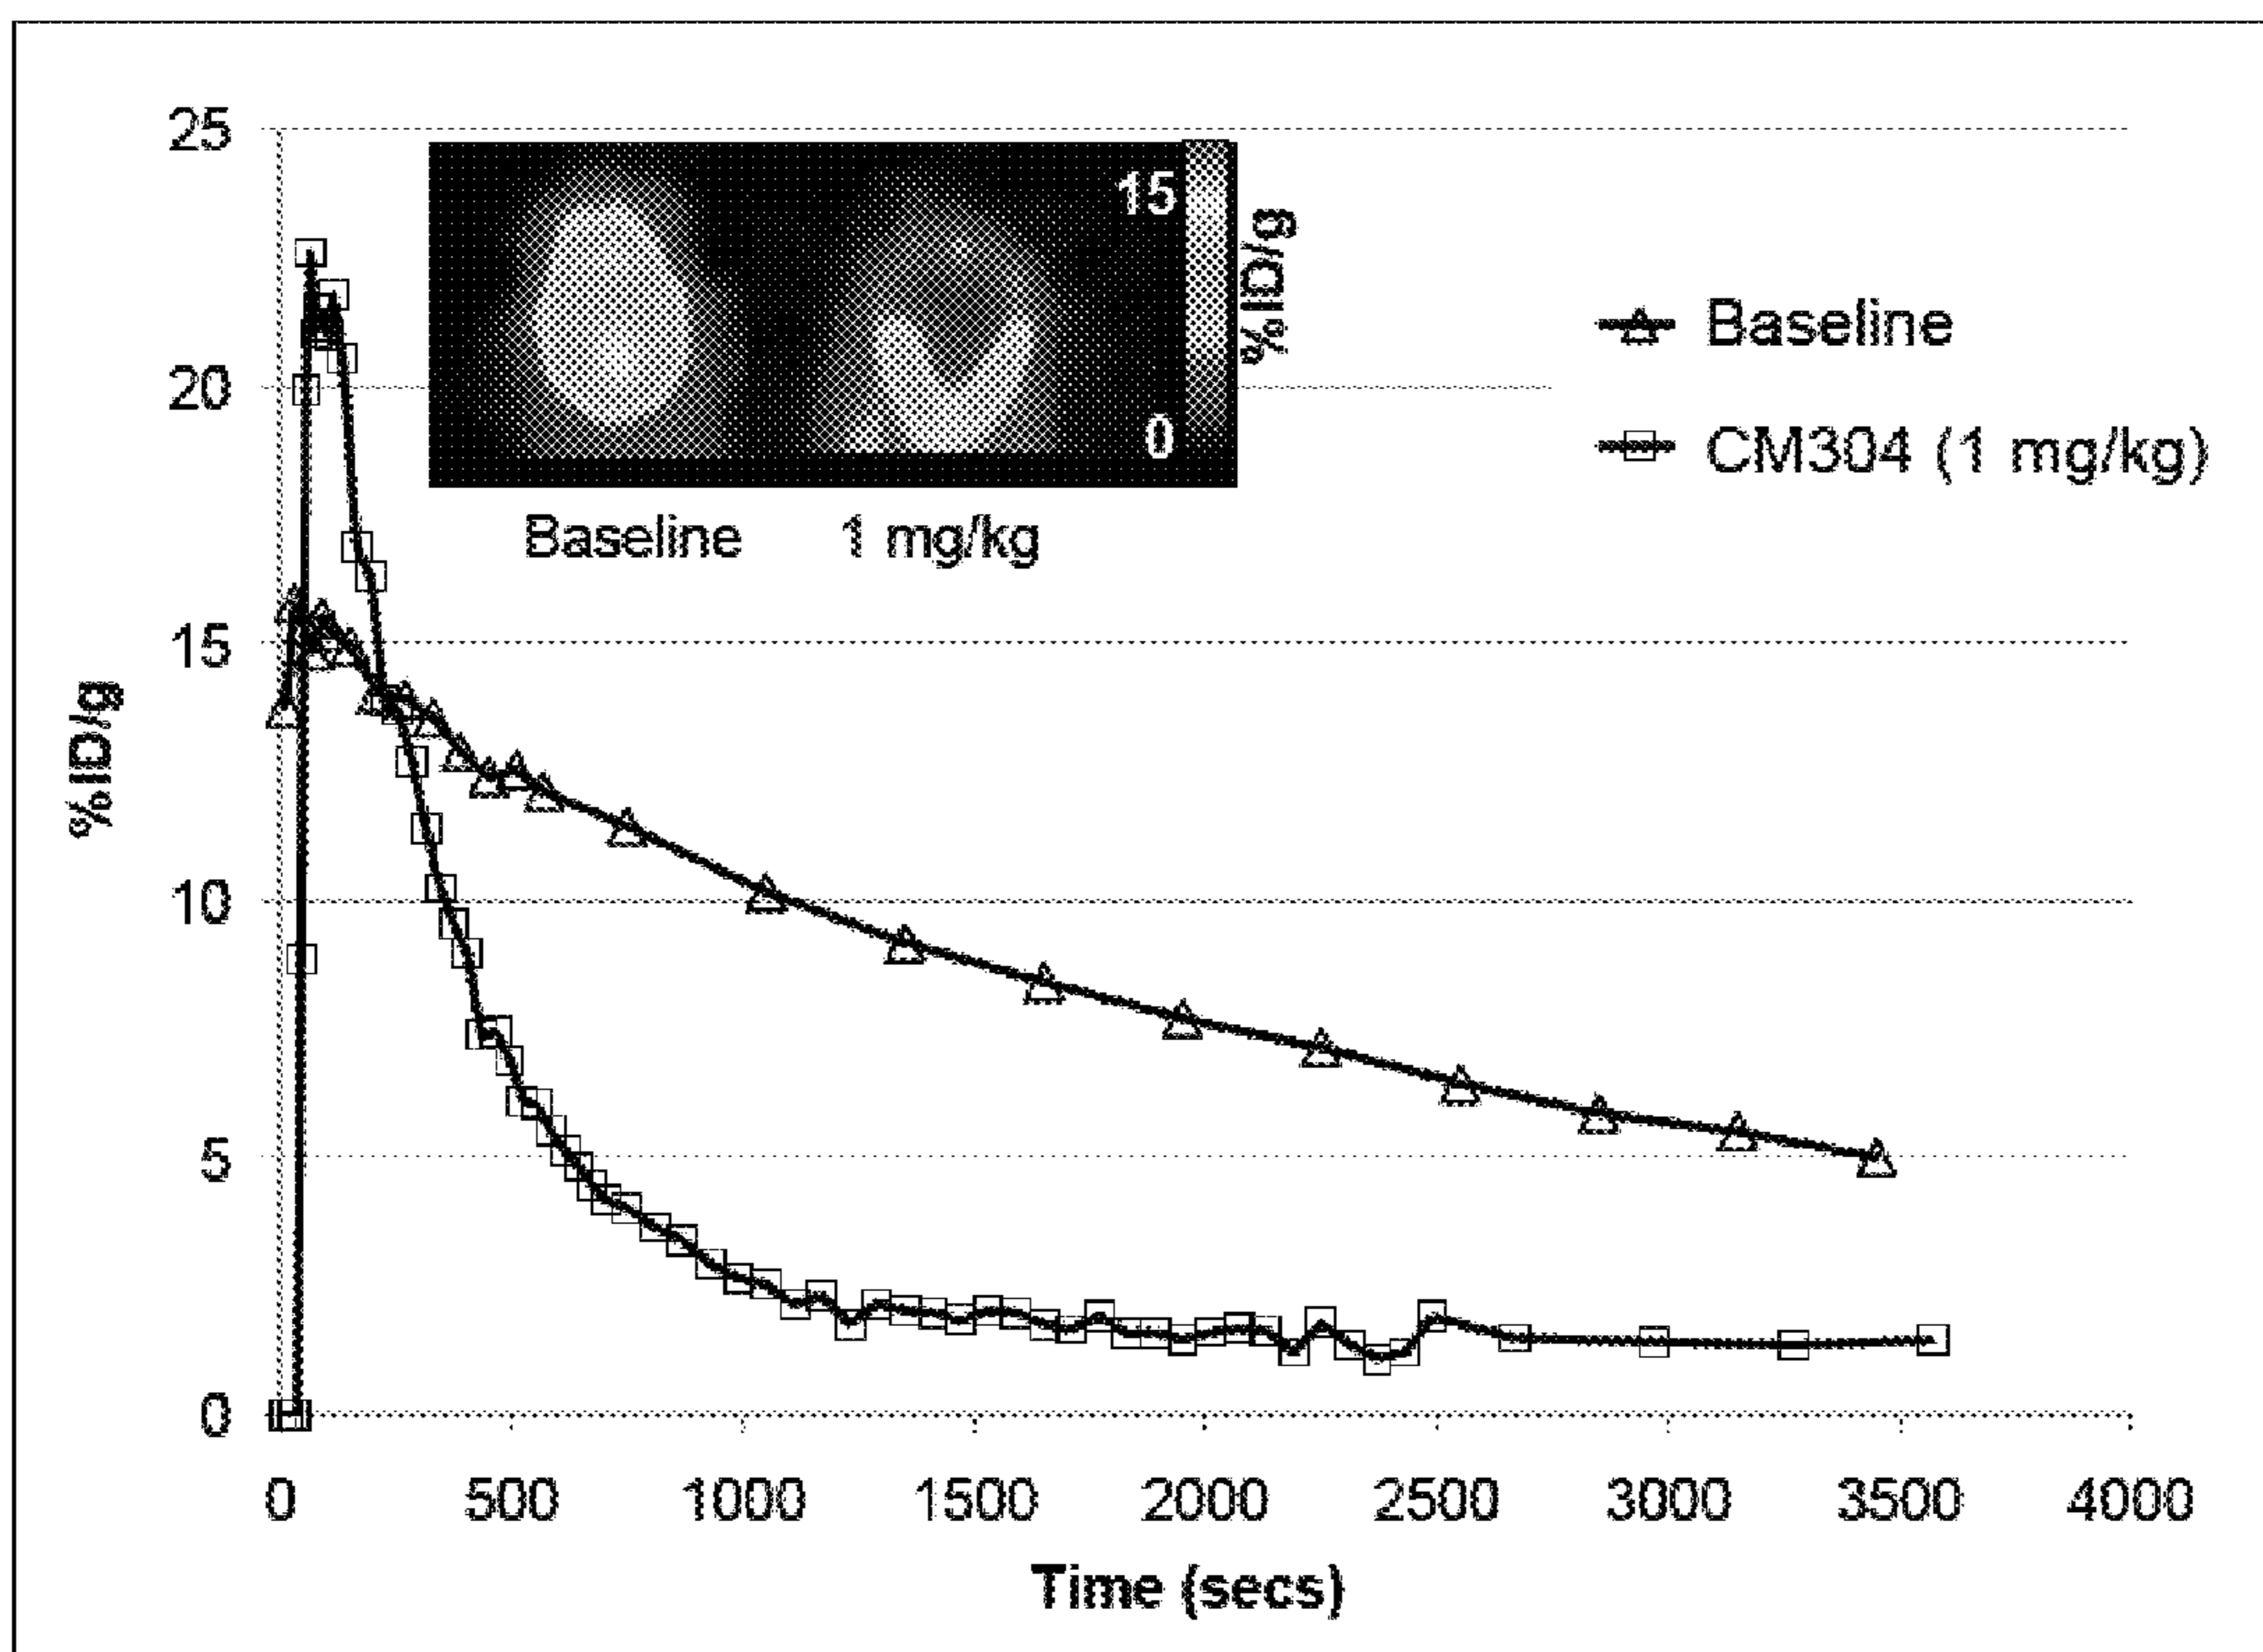 25
15
%ID/g
0
Baseline
CM304 (1 mg/kg)
Baseline 1 mg/kg
20
15
10
5
0
%ID/g
0 500 1000 1500 2000 2500 3000 3500 4000
Time (secs)